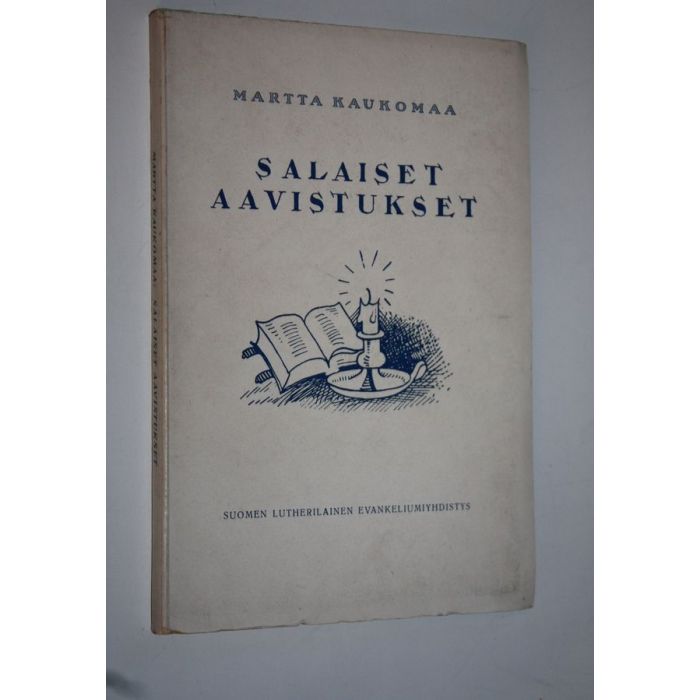 MARTTA KAUKOMAA
SALAISET
AAVISTUKSET
SUOMEN LUTHERILAINEN EVANKELIUMIYHDISTYS
MARTTA KAUKOMAA SALAISET AAVISTUKSET